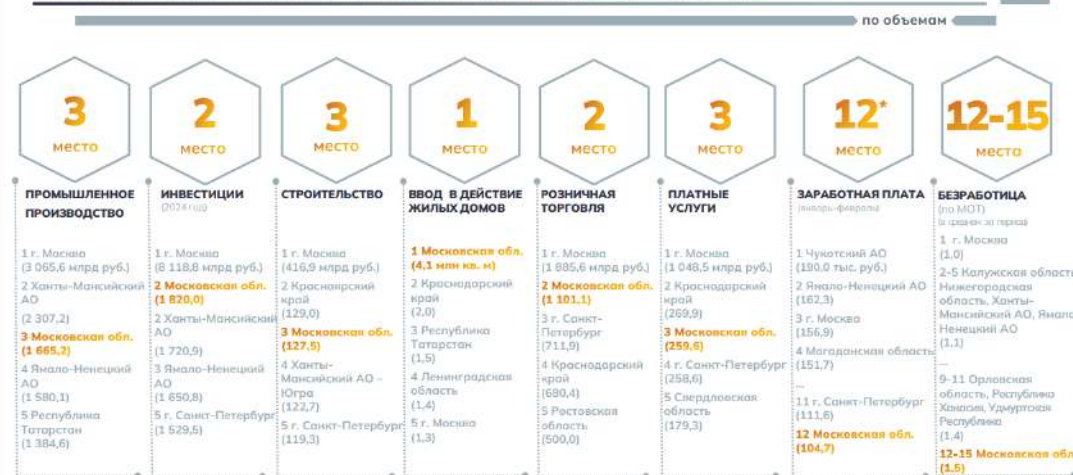 по объемам
3
место
ПРОМЫШЛЕННОЕ
ПРОИЗВОДСТВО
1 г. Москва
(3 065,6 млрд руб.)
2 Ханты-Мансийский
АО
(2 307,2)
3 Московская обл.
(1 665,2)
4 Ямало-Ненецкий
АО
(1 580,1)
5 Республика
Татарстан
(1 384,6)
2
место
ИНВЕСТИЦИИ
(2024 год)
1 г. Москва
(8 118,8 млрд руб.)
2 Московская обл.
(1 820,0)
2 Ханты-Мансийский
АО
(1 720,9)
3 Ямало-Ненецкий
АО
(1 650,8)
5 г. Санкт-Петербург
(1 529,5)
3
место
СТРОИТЕЛЬСТВО
1 г. Москва
(416,9 млрд руб.)
2 Красноярский
край
(129,0)
3 Московская обл.
(127,5)
4 Ханты-
Мансийский АО –
Югра
(122,7)
5 г. Санкт-Петербург
(119,3)
1
место
ВВОД В ДЕЙСТВИЕ
ЖИЛЫХ ДОМОВ
1 Московская обл.
(4,1 млн кв. м)
2 Краснодарский
край
(2,0)
3 Республика
Татарстан
(1,5)
4 Ленинградская
область
(1,4)
5 г. Москва
(1,3)
2
место
РОЗНИЧНАЯ
ТОРГОВЛЯ
1 г. Москва
(1 885,6 млрд руб.)
2 Московская обл.
(1 101,1)
3 г. Санкт-
Петербург
(711,9)
4 Краснодарский
край
(690,4)
5 Ростовская
область
(500,0)
3
место
ПЛАТНЫЕ
УСЛУГИ
1 г. Москва
(1 048,5 млрд руб.)
2 Краснодарский
край
(269,9)
3 Московская обл.
(259,6)
4 г. Санкт-Петербург
(258,6)
5 Свердловская
область
(179,3)
12*
место
ЗАРАБОТНАЯ ПЛАТА
(январь-февраль)
1 Чукотский АО
(190,0 тыс. руб.)
2 Ямало-Ненецкий АО
(162,3)
3 г. Москва
(156,9)
4 Магаданская область
(151,7)
...
11 г. Санкт-Петербург
(111,6)
12 Московская обл.
(104,7)
12-15
места
БЕЗРАБОТИЦА
(по МОТ)
(в среднем за период)
1 г. Москва
(1,0)
2-5 Калужская область
Нижегородская
область, Ханты-
Мансийский АО, Ямало
Ненецкий АО
(1,1)
...
9-11 Орловская
область, Республика
Хакасия, Удмуртская
Республика
(1,4)
12-15 Московская обл
(1,5)